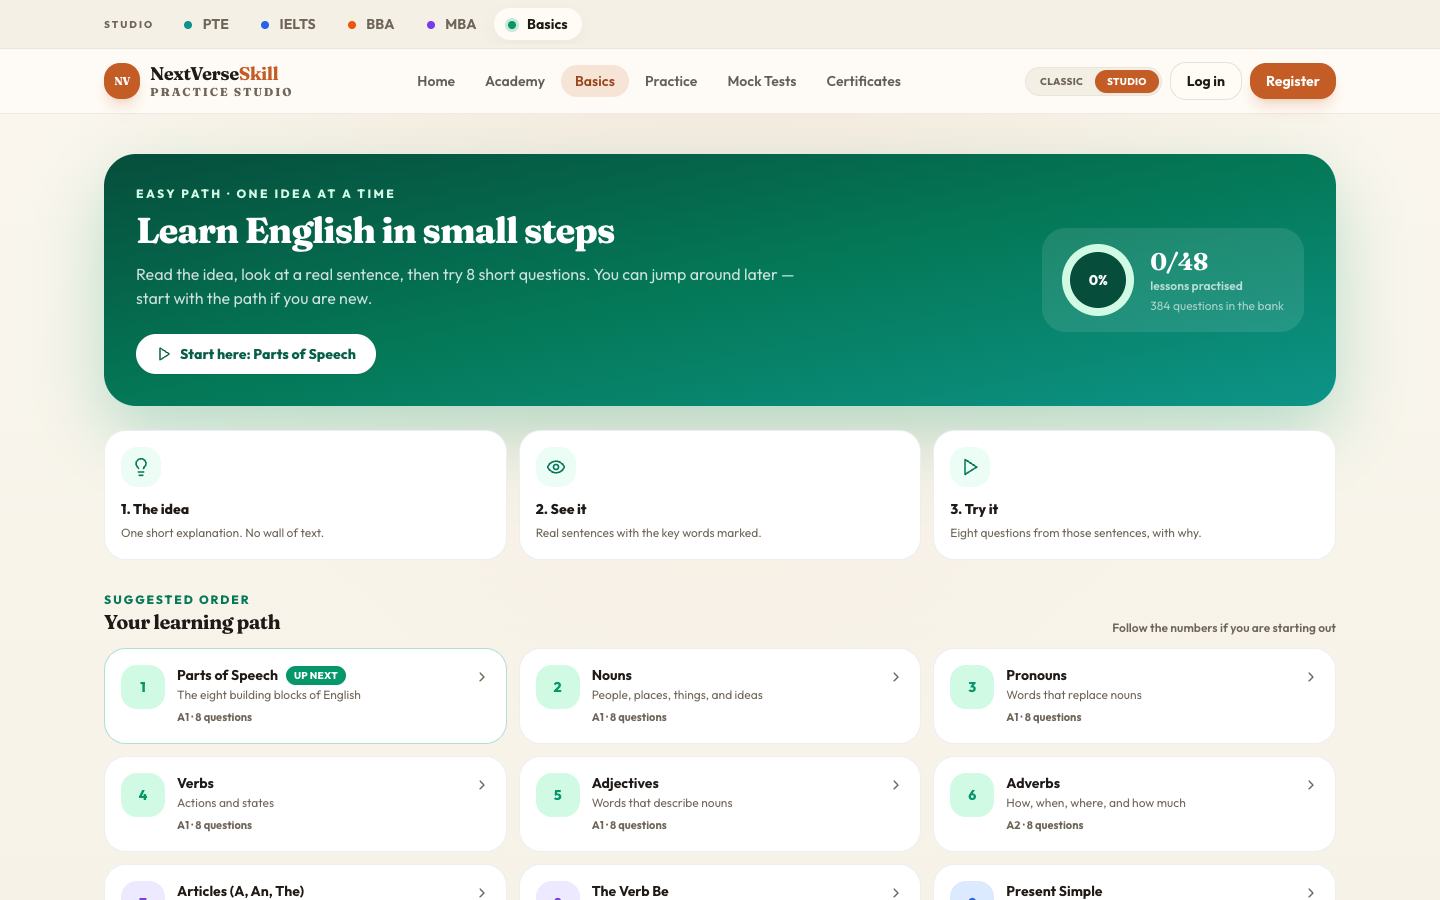 STUDIO PTE IELTS BBA MBA Basics
NV NextVerseSkill
PRACTICE STUDIO
Home Academy Basics Practice Mock Tests Certificates
CLASSIC STUDIO Log in Register
EASY PATH · ONE IDEA AT A TIME
Learn English in small steps
Read the idea, look at a real sentence, then try 8 short questions. You can jump around later —
start with the path if you are new.
Start here: Parts of Speech
0%
0/48
lessons practised
384 questions in the bank
1. The idea
One short explanation. No wall of text.
2. See it
Real sentences with the key words marked.
3. Try it
Eight questions from those sentences, with why.
SUGGESTED ORDER
Your learning path
Follow the numbers if you are starting out
1
Parts of Speech UP NEXT
The eight building blocks of English
A1 · 8 questions
2
Nouns
People, places, things, and ideas
A1 · 8 questions
3
Pronouns
Words that replace nouns
A1 · 8 questions
4
Verbs
Actions and states
A1 · 8 questions
5
Adjectives
Words that describe nouns
A1 · 8 questions
6
Adverbs
How, when, where, and how much
A2 · 8 questions
Articles (A, An, The)
The Verb Be
Present Simple